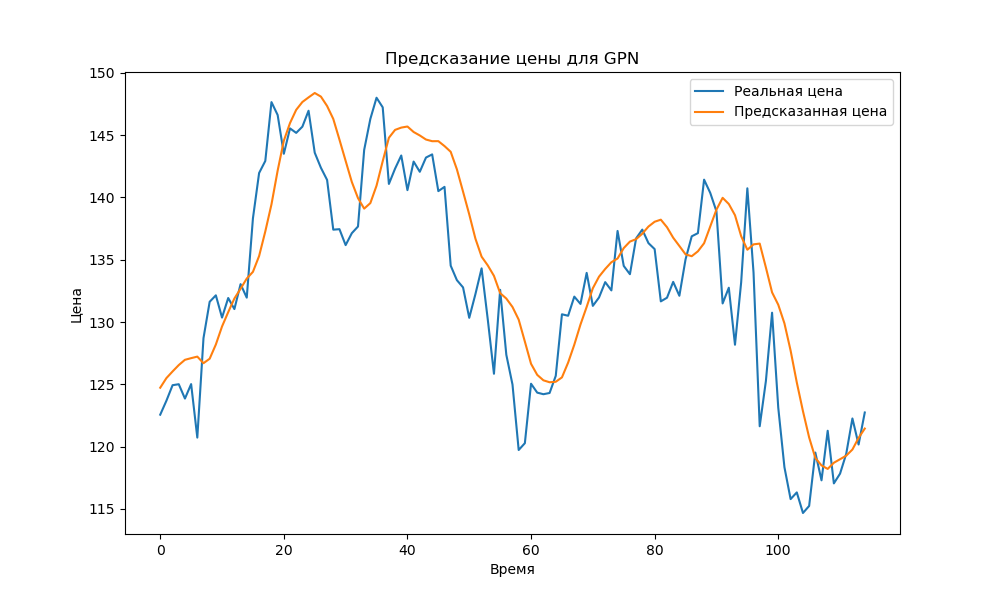 Предсказание цены для GPN
Реальная цена
Предсказанная цена
Цена
150
145
140
135
130
125
120
115
0 20 40 60 80 100
Время